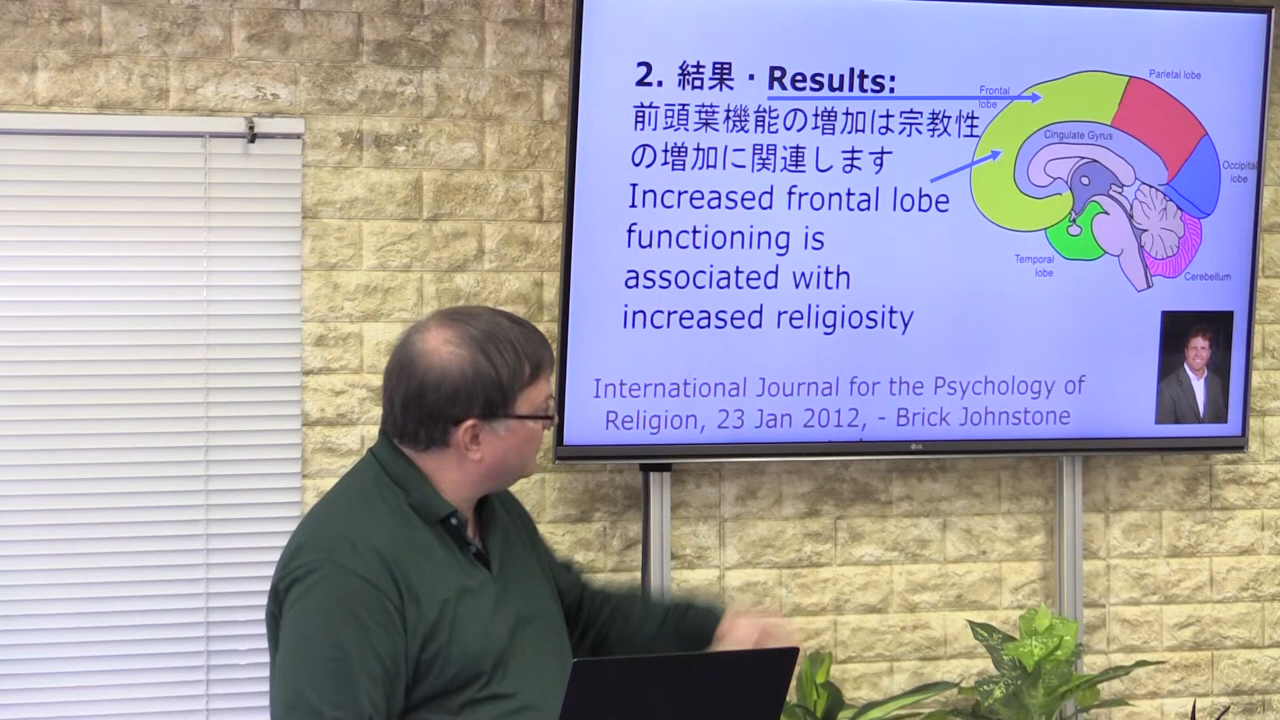 2. 結果・Results:
前頭葉機能の増加は宗教性
の増加に関連します
Increased frontal lobe
functioning is
associated with
increased religiosity
Frontal
lobe
Parietal lobe
Cingulate Gyrus
Occipital
lobe
Temporal
lobe
Cerebellum
International Journal for the Psychology of
Religion, 23 Jan 2012, - Brick Johnstone
LG